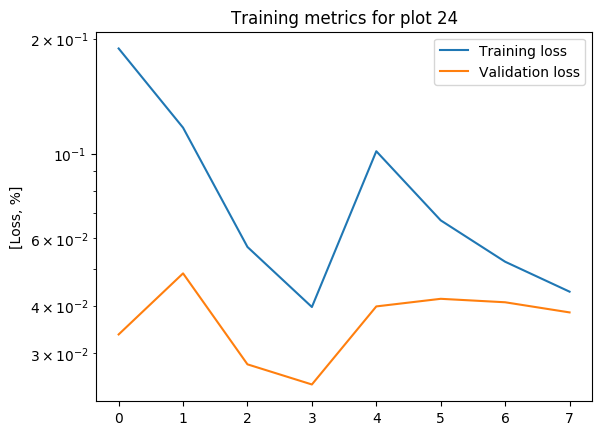 Training metrics for plot 24
2 × 10⁻¹
Training loss
Validation loss
10⁻¹
[Loss, %]
6 × 10⁻²
4 × 10⁻²
3 × 10⁻²
0 1 2 3 4 5 6 7